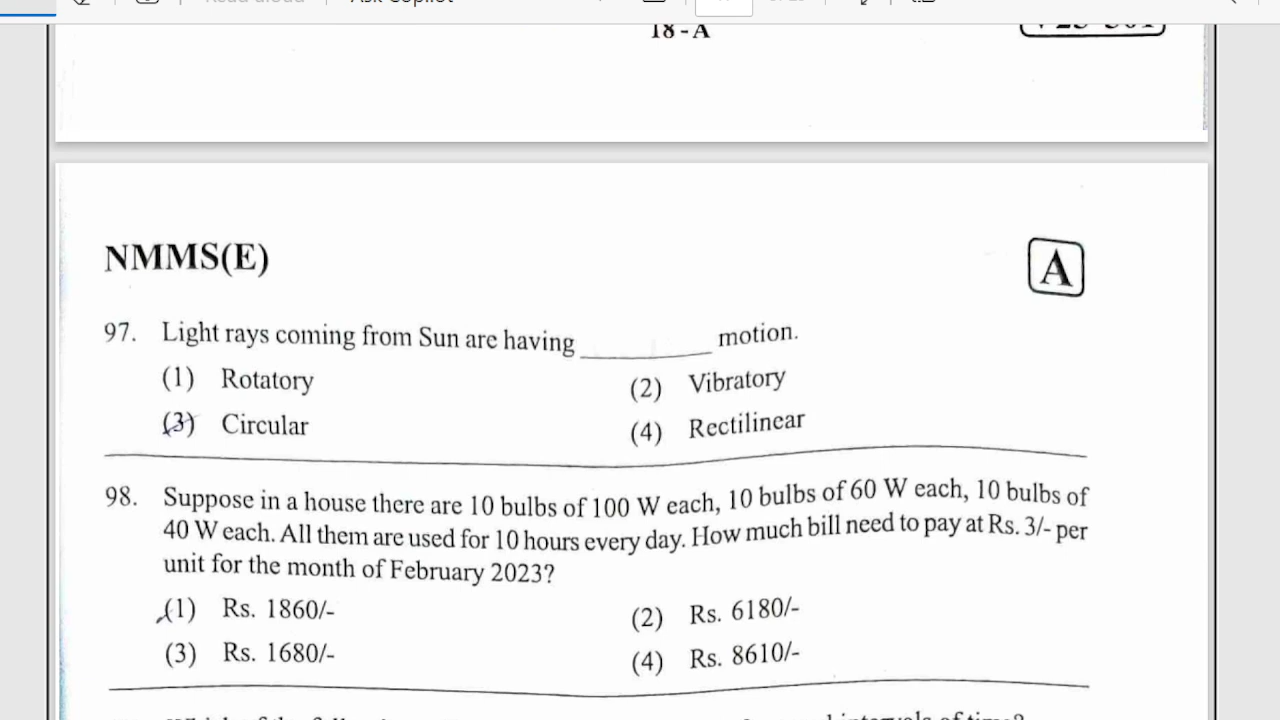 18 - A
NMMS(E)
A
97. Light rays coming from Sun are having ________ motion.
(1) Rotatory (2) Vibratory
(3) Circular (4) Rectilinear
98. Suppose in a house there are 10 bulbs of 100 W each, 10 bulbs of 60 W each, 10 bulbs of
40 W each. All them are used for 10 hours every day. How much bill need to pay at Rs. 3/- per
unit for the month of February 2023?
(1) Rs. 1860/- (2) Rs. 6180/-
(3) Rs. 1680/- (4) Rs. 8610/-